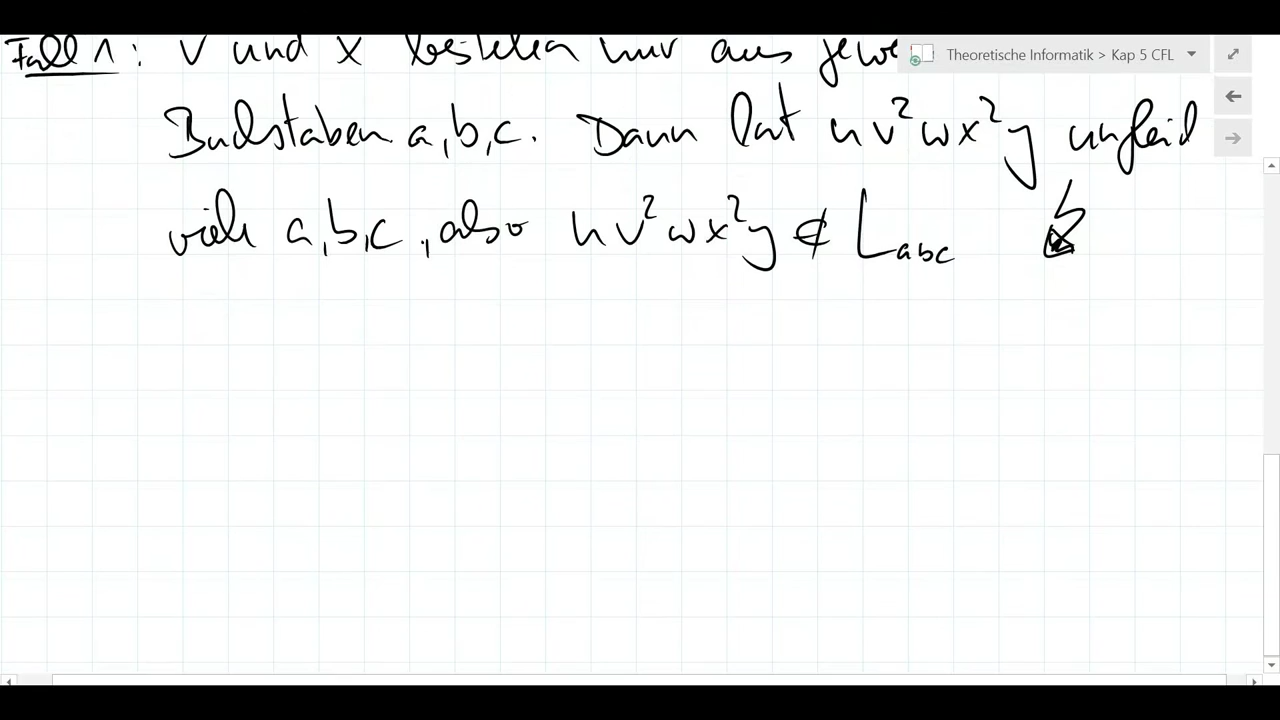 Fall 1: v und x bestehen nur aus jewe
Theoretische Informatik > Kap 5 CFL
Buchstaben a,b,c. Dann hat uv²wx²y ungleich
viele a,b,c, also uv²wx²y ∉ L_abc ↯